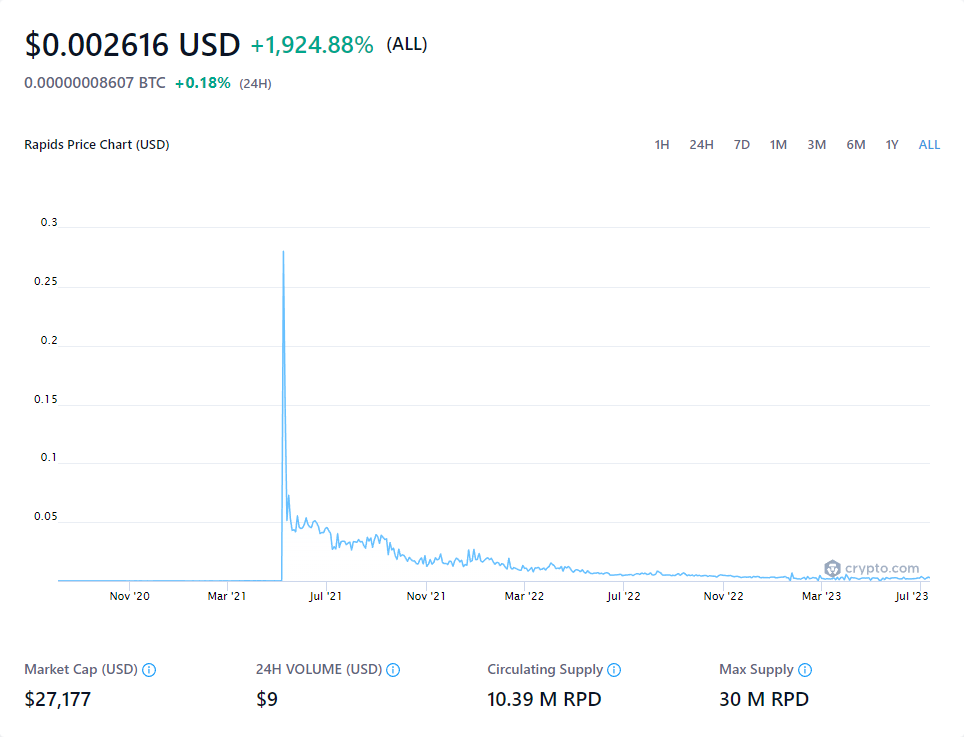 $0.002616 USD +1,924.88% (ALL)
0.00000008607 BTC +0.18% (24H)
Rapids Price Chart (USD) 1H 24H 7D 1M 3M 6M 1Y ALL
0.3
0.25
0.2
0.15
0.1
0.05
crypto.com
Nov '20 Mar '21 Jul '21 Nov '21 Mar '22 Jul '22 Nov '22 Mar '23 Jul '23
Market Cap (USD) 24H VOLUME (USD) Circulating Supply Max Supply
$27,177 $9 10.39 M RPD 30 M RPD